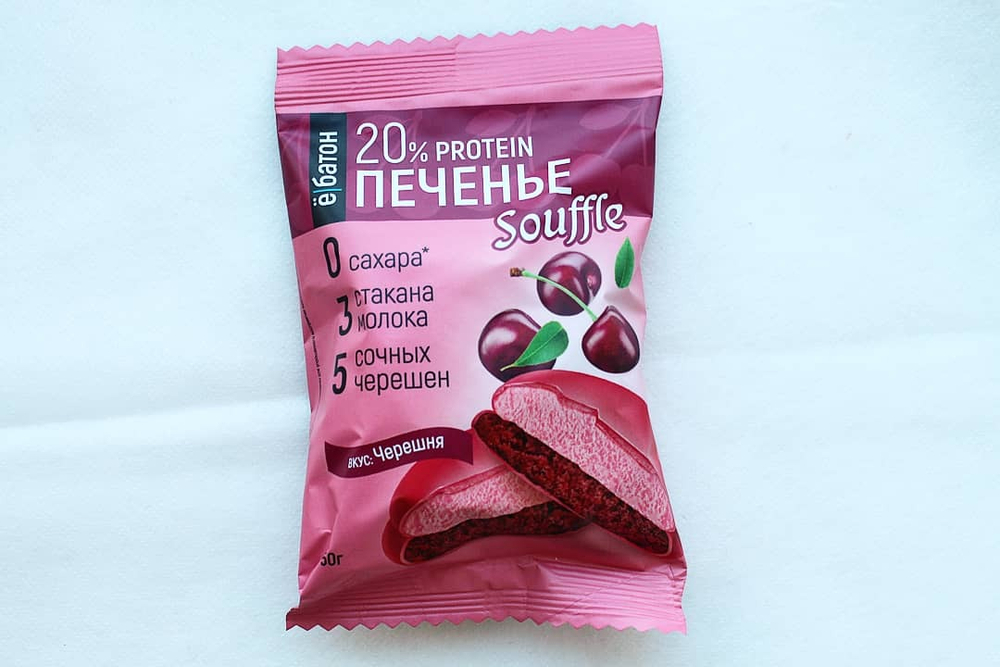 ё|батон
20% PROTEIN
ПЕЧЕНЬЕ
Souffle
0 сахара*
3 стакана
молока
5 сочных
черешен
вкус: Черешня